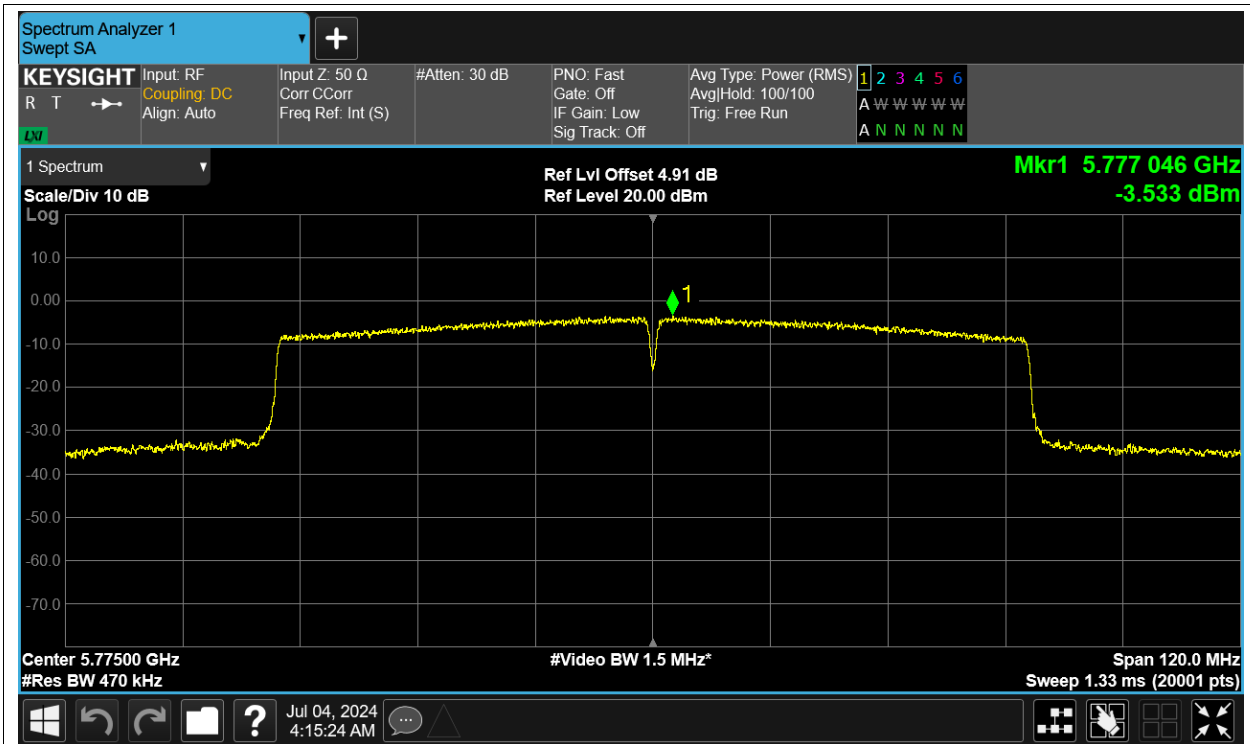 Spectrum Analyzer 1
Swept SA
KEYSIGHT
R T
LXI
Input: RF
Coupling: DC
Align: Auto
Input Z: 50 Ω
Corr CCorr
Freq Ref: Int (S)
#Atten: 30 dB
PNO: Fast
Gate: Off
IF Gain: Low
Sig Track: Off
Avg Type: Power (RMS)
Avg|Hold: 100/100
Trig: Free Run
1 2 3 4 5 6
A W W W W W
A N N N N N
1 Spectrum
Scale/Div 10 dB
Log
Ref Lvl Offset 4.91 dB
Ref Level 20.00 dBm
Mkr1 5.777 046 GHz
-3.533 dBm
10.0
0.00
-10.0
-20.0
-30.0
-40.0
-50.0
-60.0
-70.0
1
Center 5.77500 GHz
#Res BW 470 kHz
#Video BW 1.5 MHz*
Span 120.0 MHz
Sweep 1.33 ms (20001 pts)
?
Jul 04, 2024
4:15:24 AM